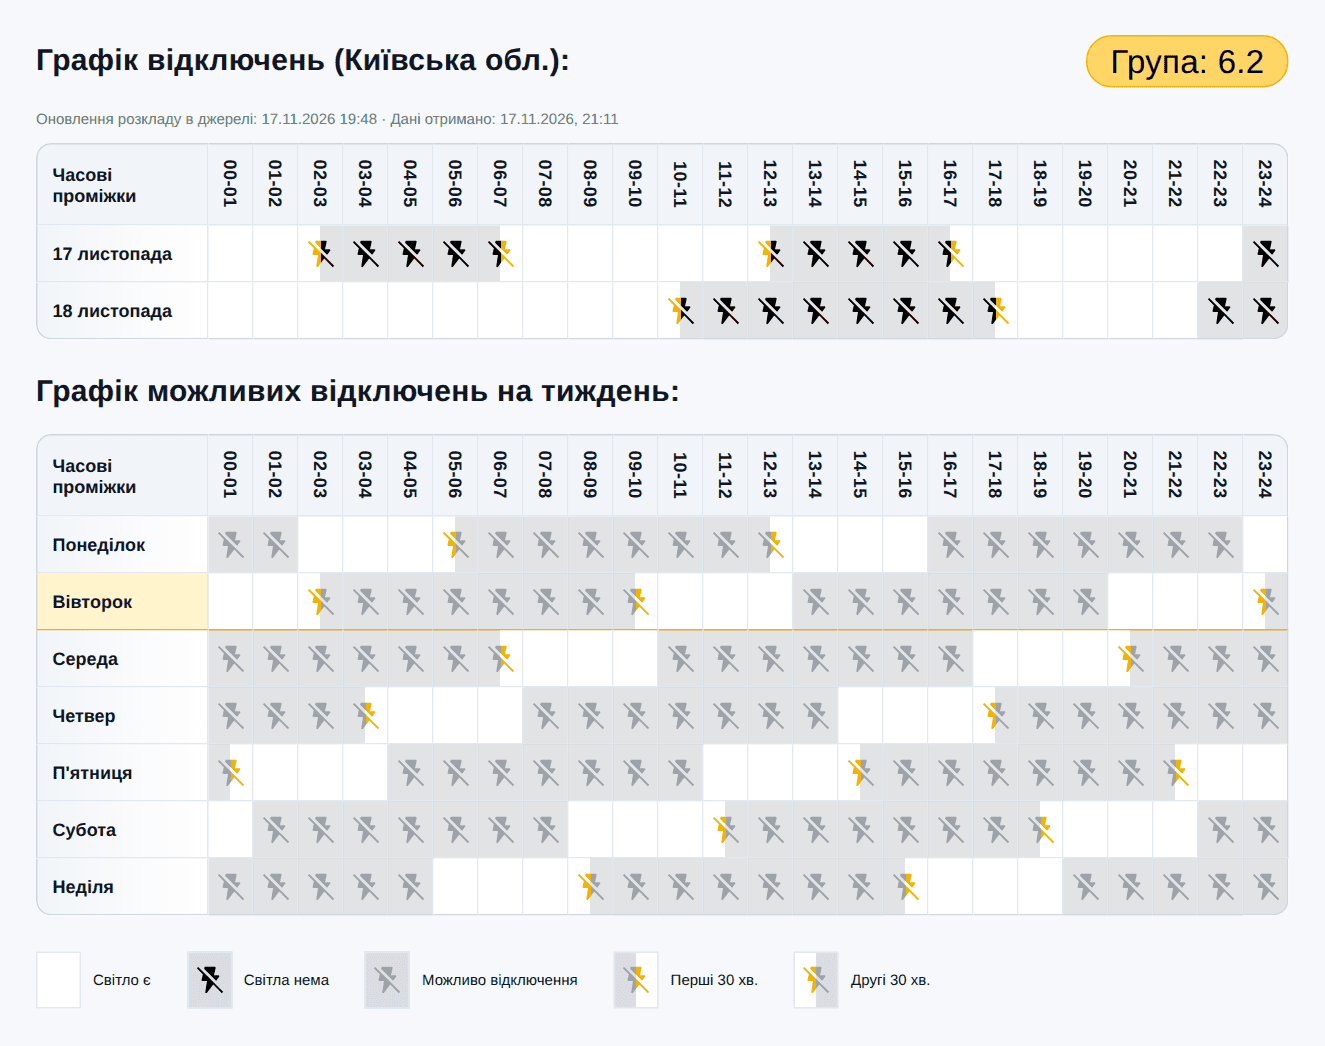 Графік відключень (Київська обл.):
Група: 6.2
Оновлення розкладу в джерелі: 17.11.2026 19:48 · Дані отримано: 17.11.2026, 21:11
Часові проміжки 00-01 01-02 02-03 03-04 04-05 05-06 06-07 07-08 08-09 09-10 10-11 11-12 12-13 13-14 14-15 15-16 16-17 17-18 18-19 19-20 20-21 21-22 22-23 23-24
17 листопада
18 листопада
Графік можливих відключень на тиждень:
Часові проміжки 00-01 01-02 02-03 03-04 04-05 05-06 06-07 07-08 08-09 09-10 10-11 11-12 12-13 13-14 14-15 15-16 16-17 17-18 18-19 19-20 20-21 21-22 22-23 23-24
Понеділок
Вівторок
Середа
Четвер
П'ятниця
Субота
Неділя
Світло є Світла нема Можливо відключення Перші 30 хв. Другі 30 хв.